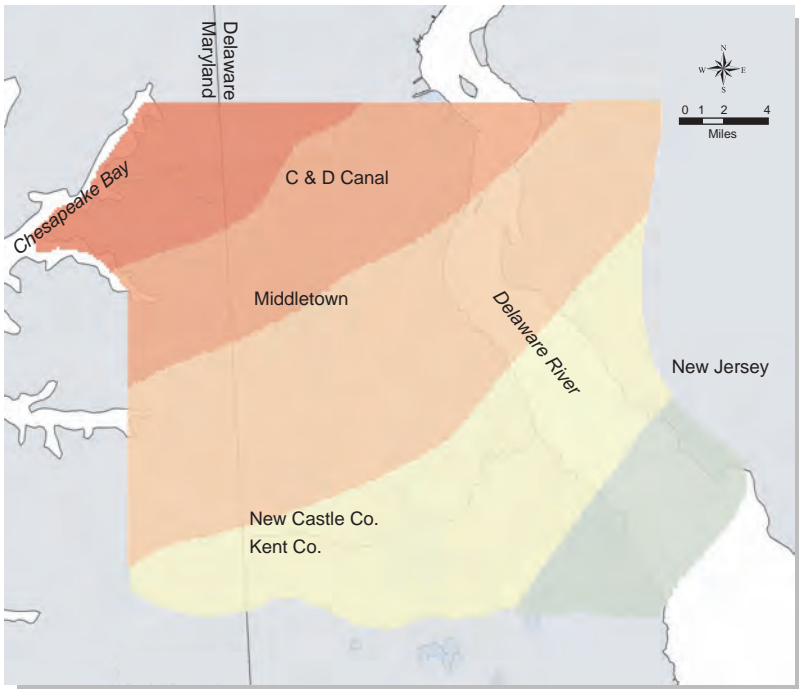 Delaware
Maryland
N
W E
S
0 1 2 4
Miles
C & D Canal
Chesapeake Bay
Middletown
Delaware River
New Jersey
New Castle Co.
Kent Co.